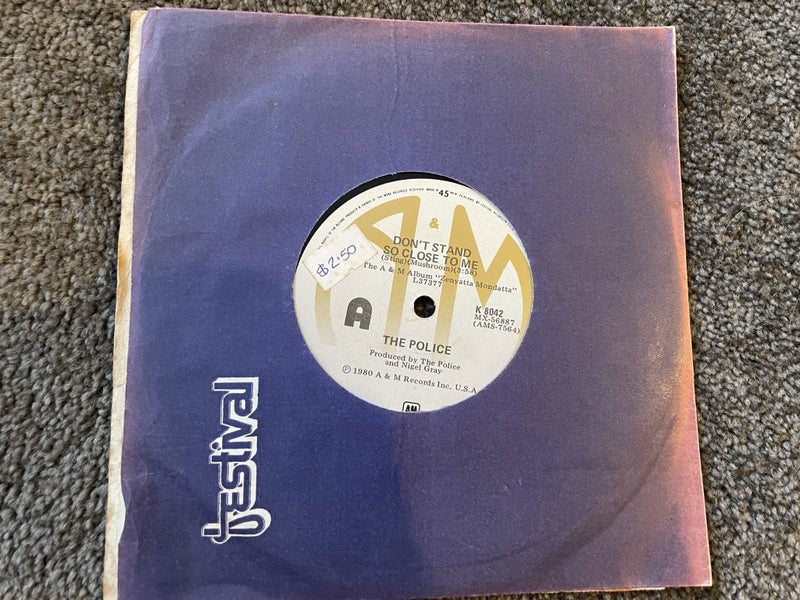 45
A & M
DON'T STAND
SO CLOSE TO ME
(Sting)(Mushroom)(3:58)
The A & M Album "Zenyatta Mondatta"
L37377
$2.50
A
K 8042
MX-56887
(AMS-7564)
THE POLICE
Produced by The Police
and Nigel Gray
℗ 1980 A & M Records Inc. U.S.A.
AM
festival